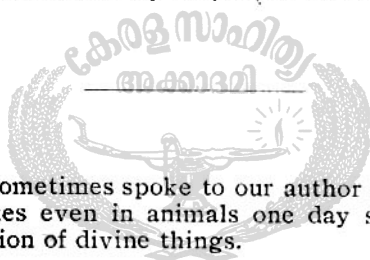 കേരള സാഹിത്യ
അക്കാദമി
ometimes spoke to our author
es even in animals one day s
ion of divine things.